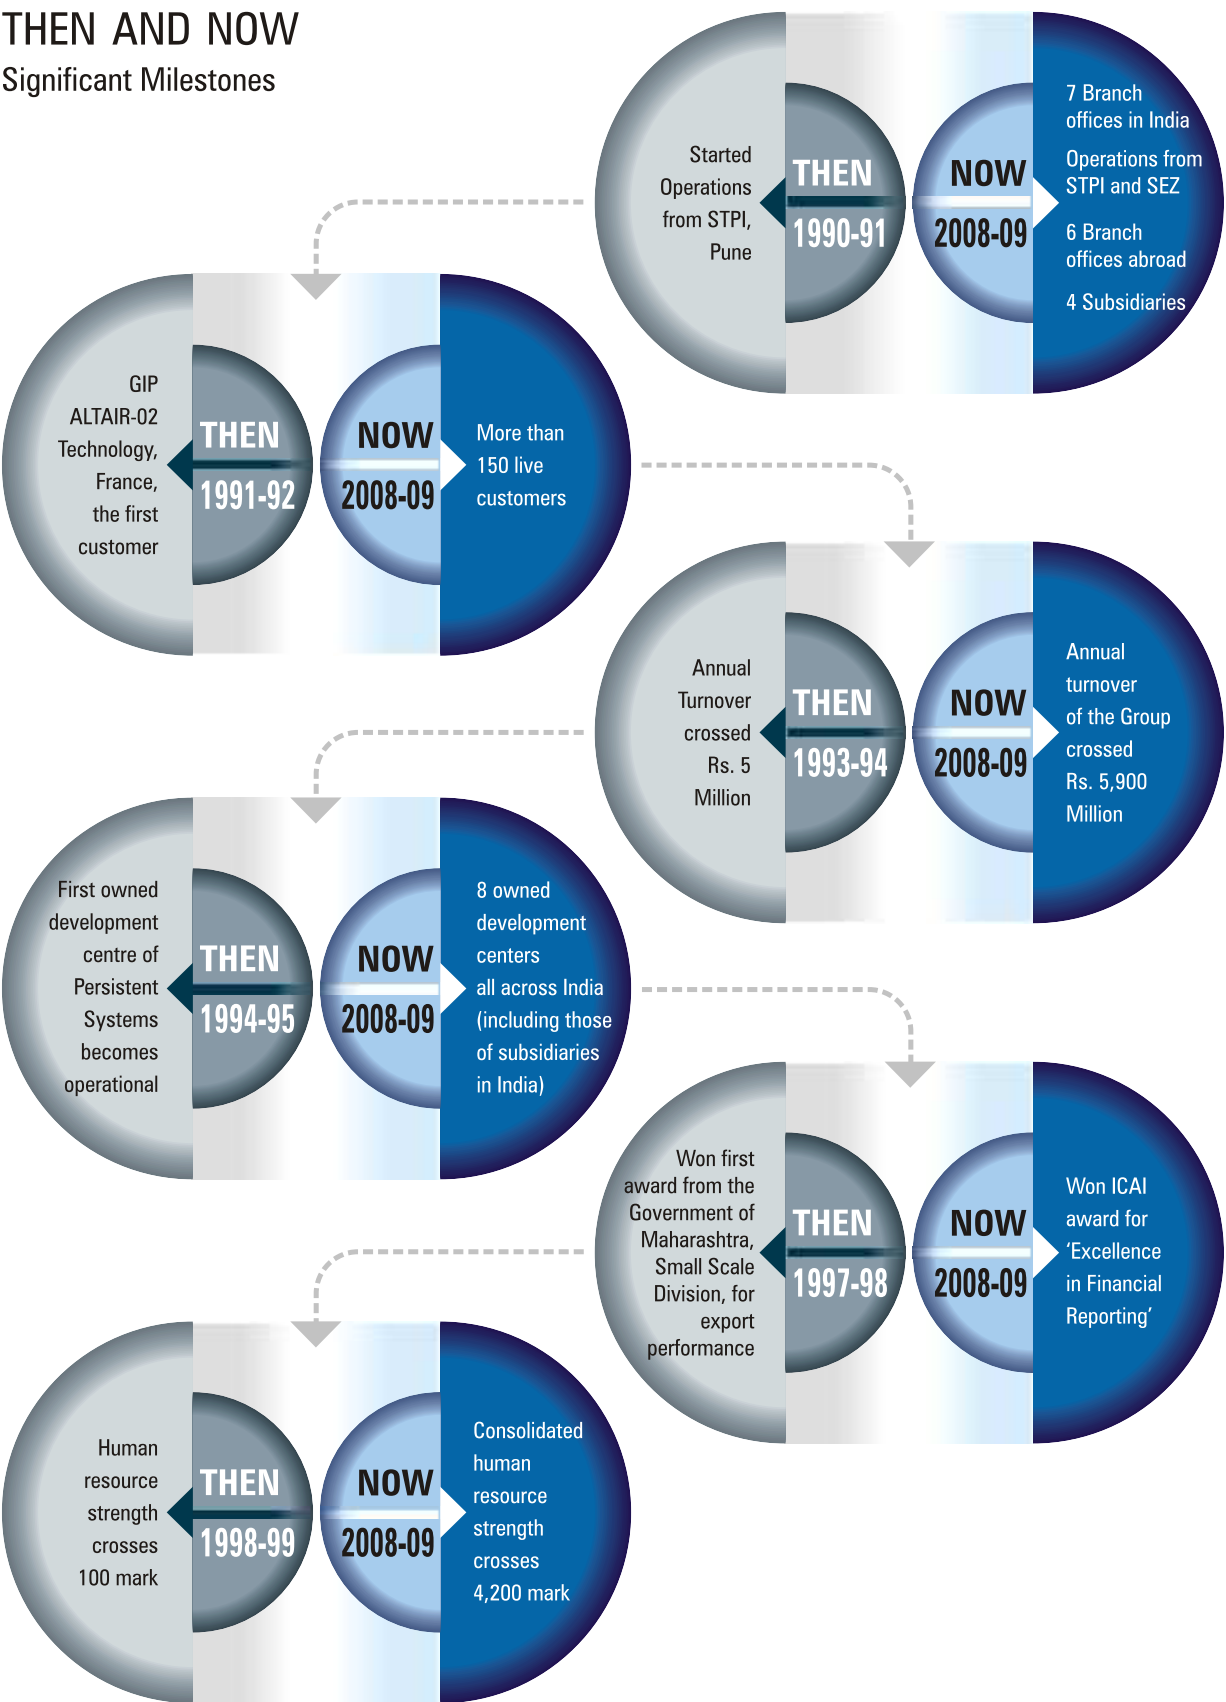 THEN AND NOW
Significant Milestones
Started
Operations
from STPI,
Pune
THEN
1990-91
NOW
2008-09
7 Branch
offices in India
Operations from
STPI and SEZ
6 Branch
offices abroad
4 Subsidiaries
GIP
ALTAIR-02
Technology,
France,
the first
customer
THEN
1991-92
NOW
2008-09
More than
150 live
customers
Annual
Turnover
crossed
Rs. 5
Million
THEN
1993-94
NOW
2008-09
Annual
turnover
of the Group
crossed
Rs. 5,900
Million
First owned
development
centre of
Persistent
Systems
becomes
operational
THEN
1994-95
NOW
2008-09
8 owned
development
centers
all across India
(including those
of subsidiaries
in India)
Won first
award from the
Government of
Maharashtra,
Small Scale
Division, for
export
performance
THEN
1997-98
NOW
2008-09
Won ICAI
award for
‘Excellence
in Financial
Reporting’
Human
resource
strength
crosses
100 mark
THEN
1998-99
NOW
2008-09
Consolidated
human
resource
strength
crosses
4,200 mark